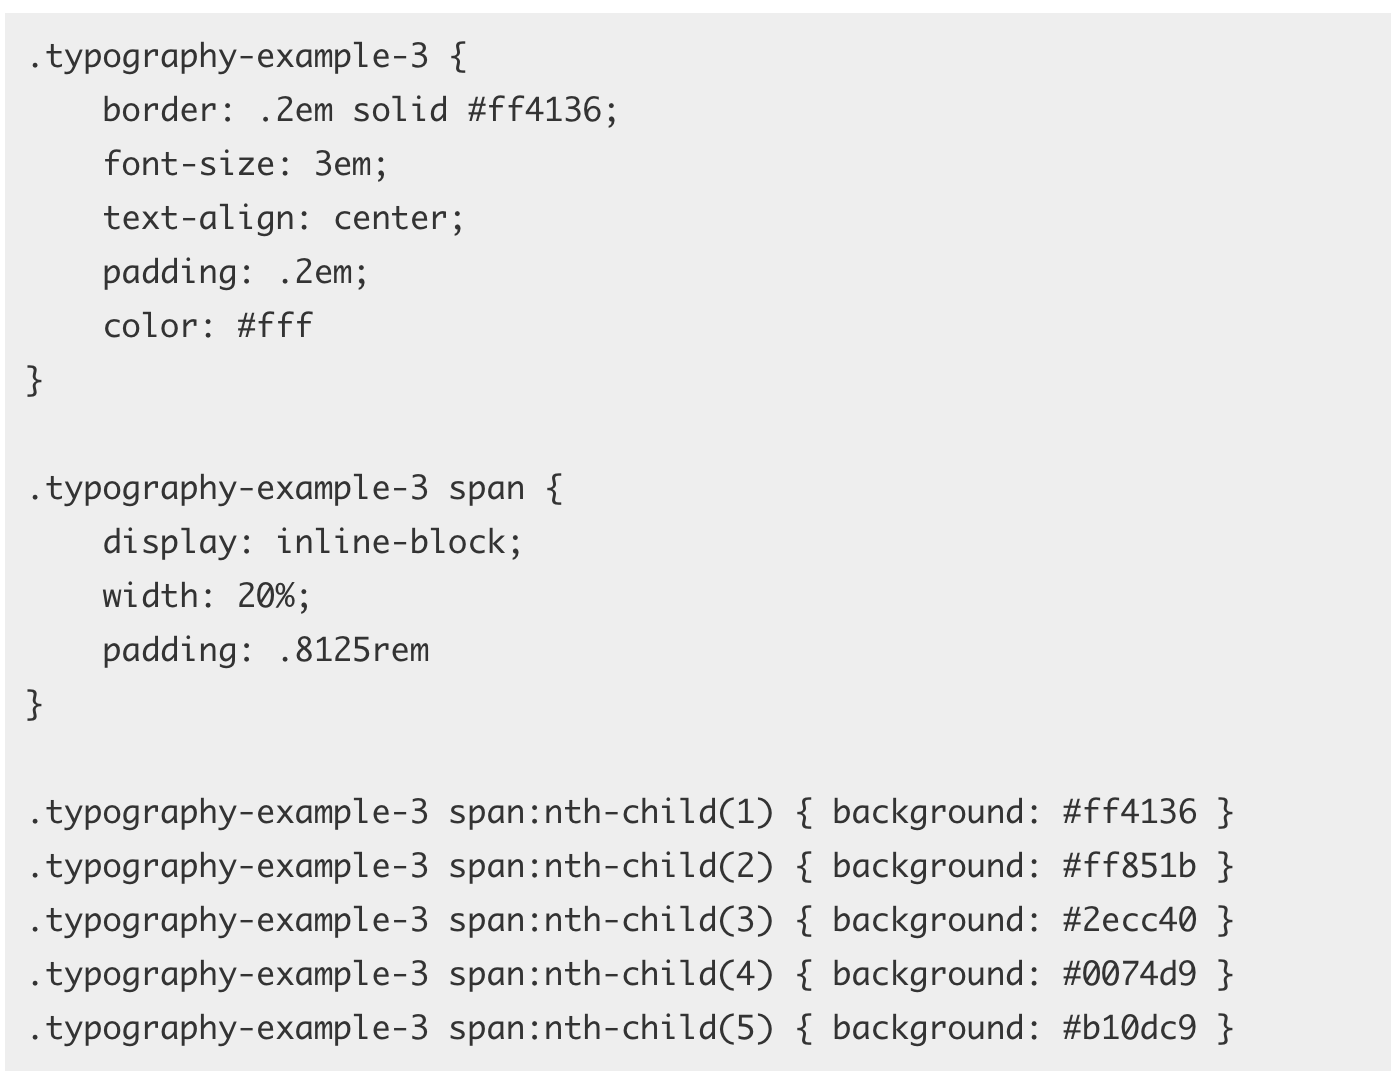 .typography-example-3 {
    border: .2em solid #ff4136;
    font-size: 3em;
    text-align: center;
    padding: .2em;
    color: #fff
}

.typography-example-3 span {
    display: inline-block;
    width: 20%;
    padding: .8125rem
}

.typography-example-3 span:nth-child(1) { background: #ff4136 }
.typography-example-3 span:nth-child(2) { background: #ff851b }
.typography-example-3 span:nth-child(3) { background: #2ecc40 }
.typography-example-3 span:nth-child(4) { background: #0074d9 }
.typography-example-3 span:nth-child(5) { background: #b10dc9 }